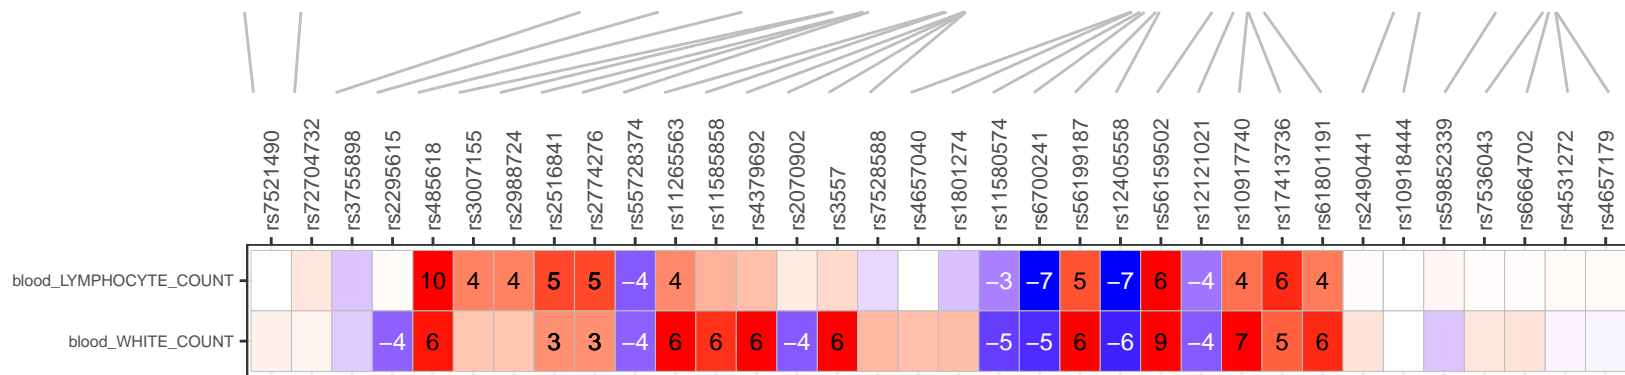 rs7521490
rs72704732
rs3755898
rs2295615
rs485618
rs3007155
rs2988724
rs2516841
rs2774276
rs55728374
rs11265563
rs11585858
rs4379692
rs2070902
rs3557
rs7528588
rs4657040
rs1801274
rs11580574
rs6700241
rs56199187
rs12405558
rs56159502
rs12121021
rs10917740
rs17413736
rs61801191
rs2490441
rs10918444
rs59852339
rs7536043
rs6664702
rs4531272
rs4657179
blood_LYMPHOCYTE_COUNT 10 4 4 5 5 −4 4 −3 −7 5 −7 6 −4 4 6 4
blood_WHITE_COUNT −4 6 3 3 −4 6 6 6 −4 6 −5 −5 6 −6 9 −4 7 5 6